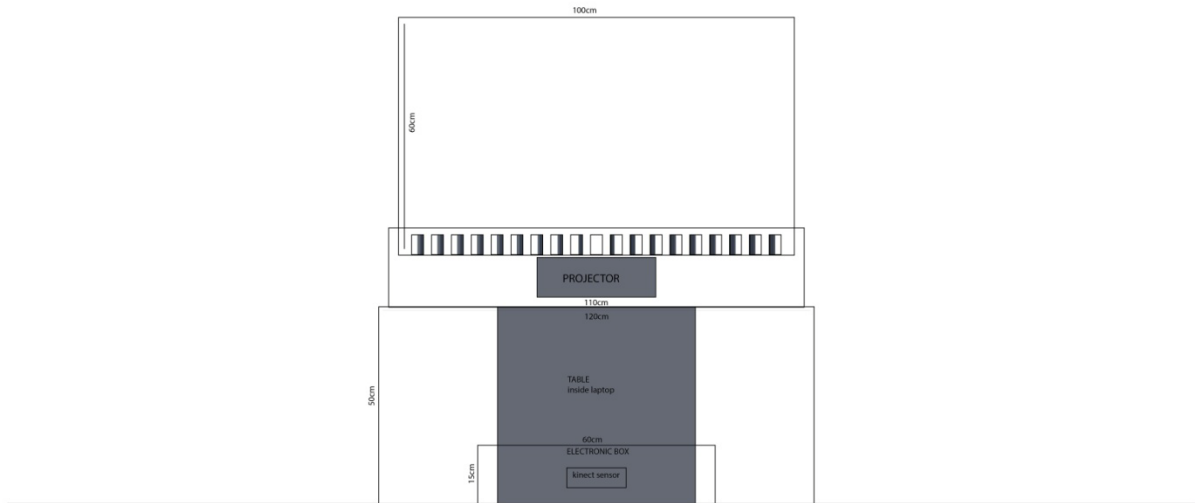 100cm
60cm
PROJECTOR
110cm
120cm
TABLE
inside laptop
50cm
60cm
ELECTRONIC BOX
15cm
kinect sensor